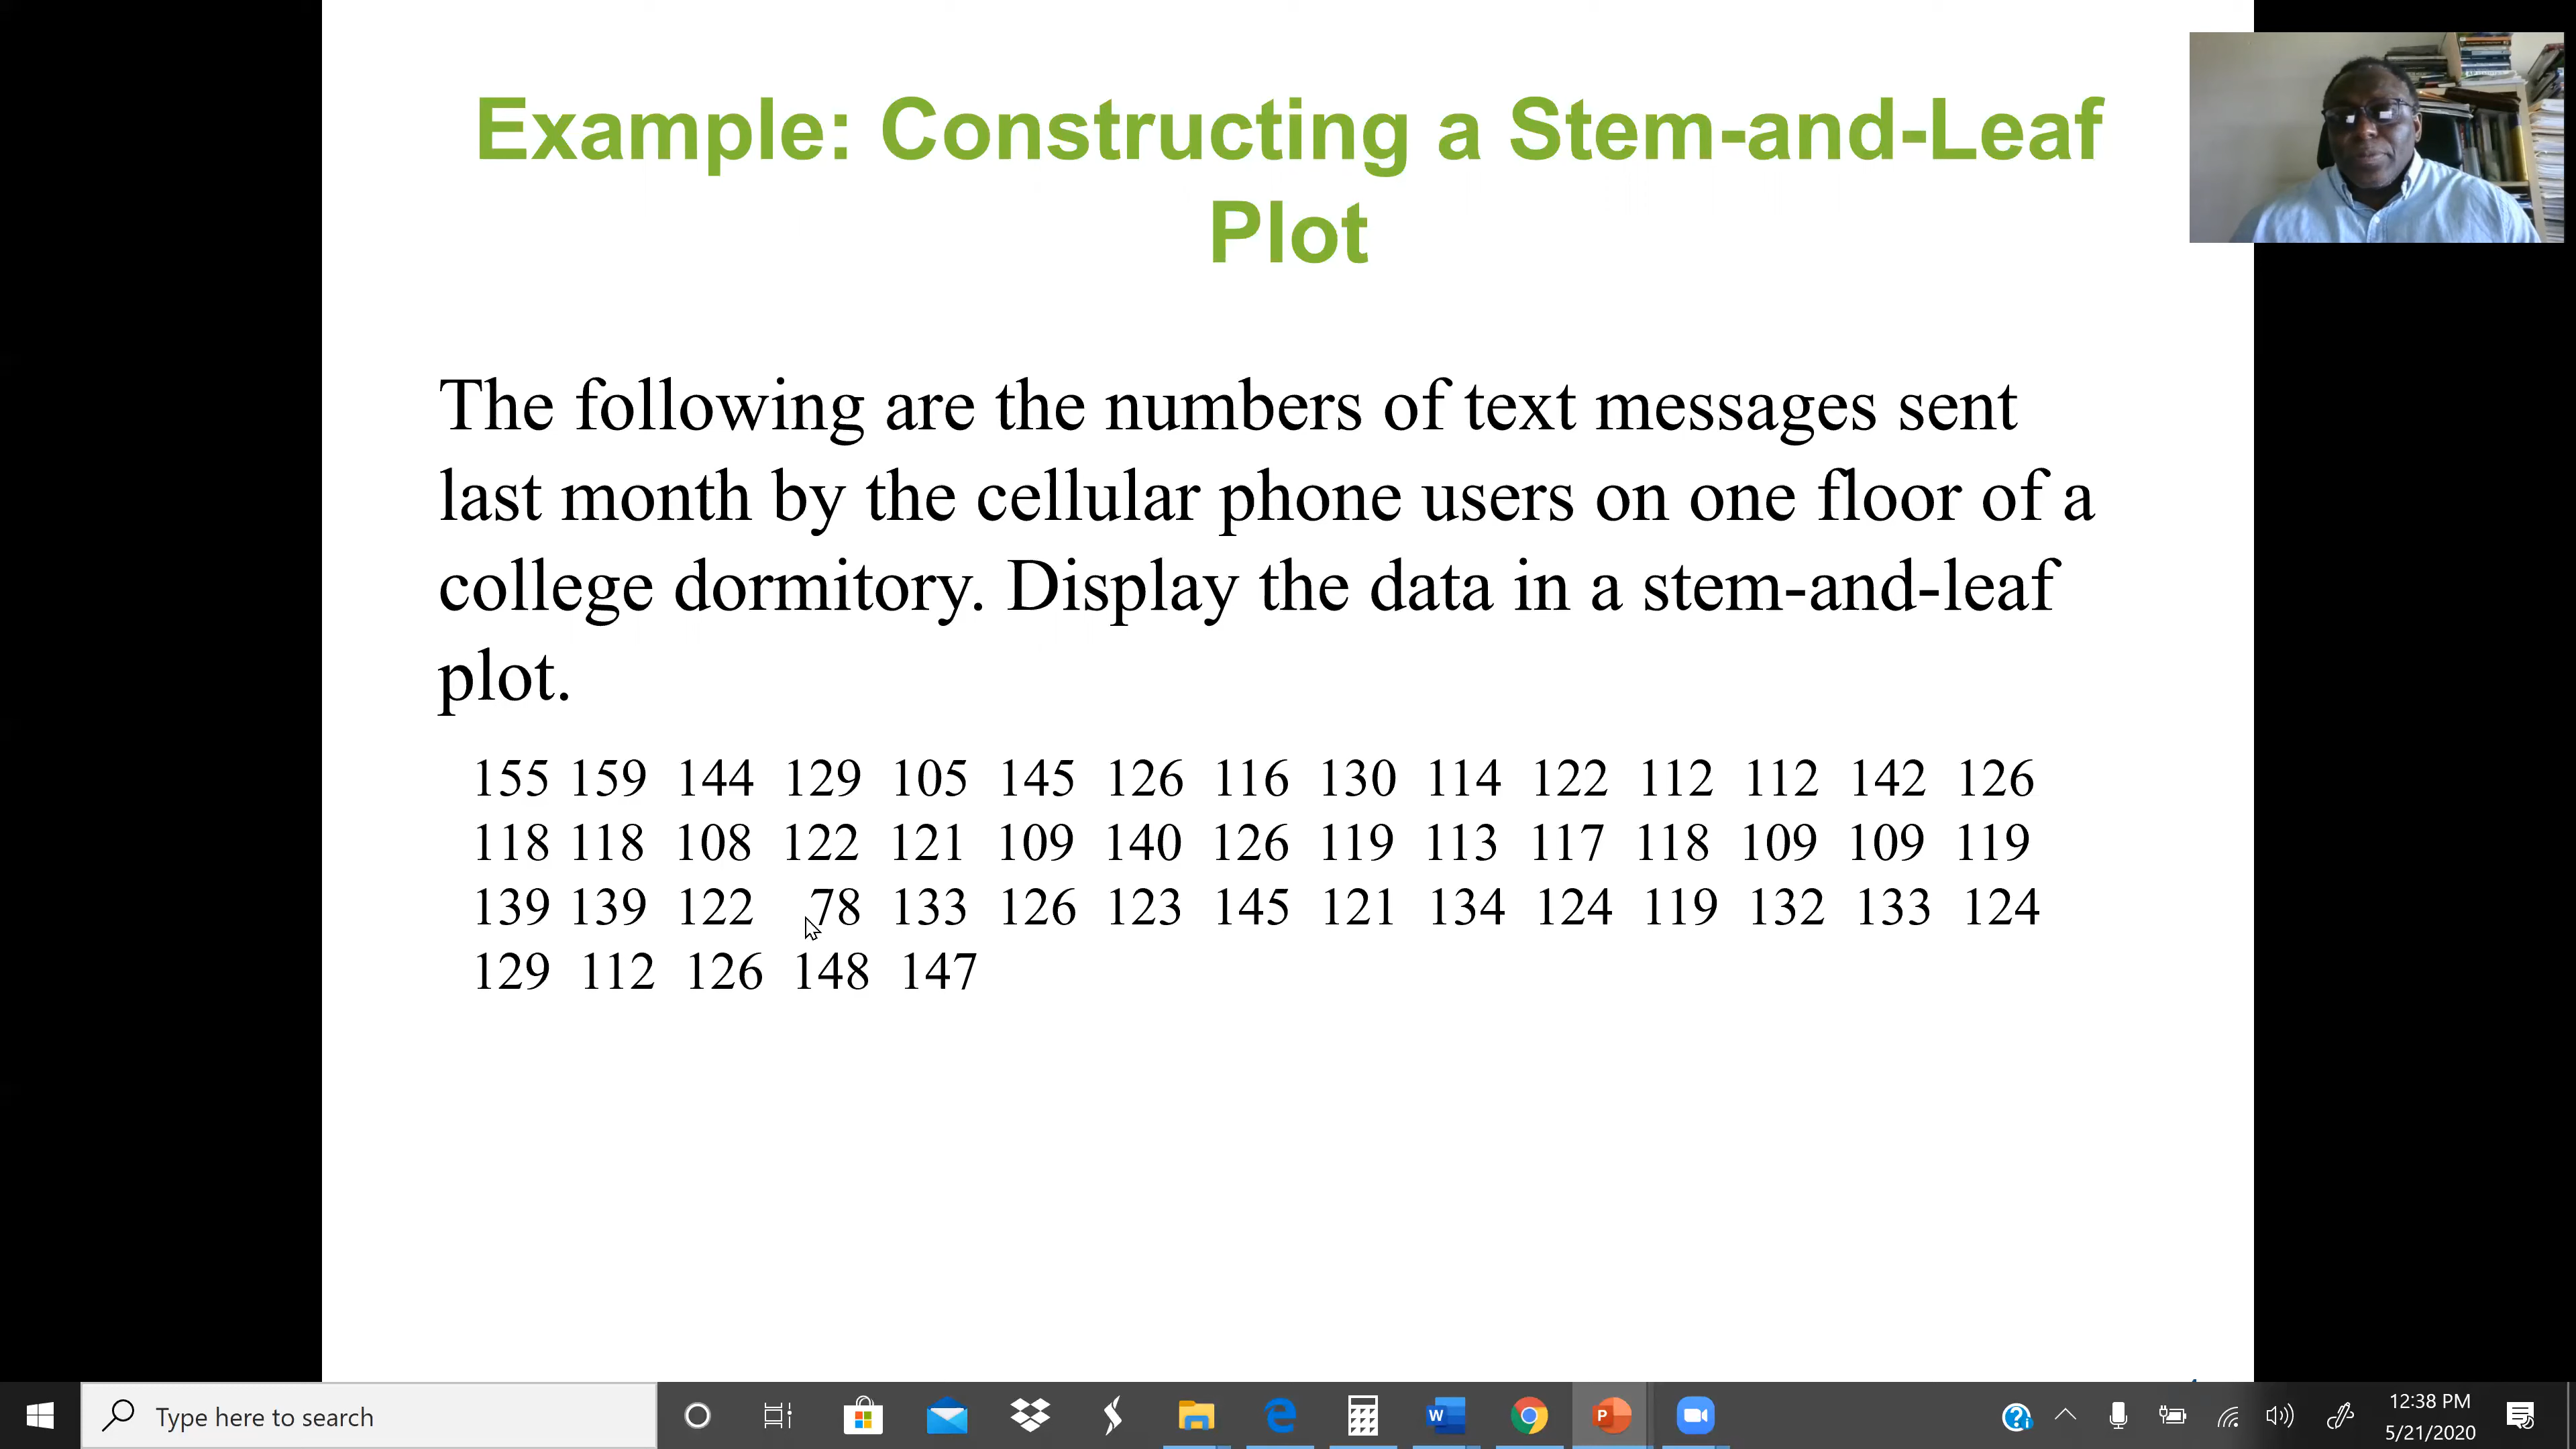 Example: Constructing a Stem-and-Leaf
Plot
The following are the numbers of text messages sent
last month by the cellular phone users on one floor of a
college dormitory. Display the data in a stem-and-leaf
plot.
155 159 144 129 105 145 126 116 130 114 122 112 112 142 126
118 118 108 122 121 109 140 126 119 113 117 118 109 109 119
139 139 122 78 133 126 123 145 121 134 124 119 132 133 124
129 112 126 148 147
Type here to search
12:38 PM
5/21/2020